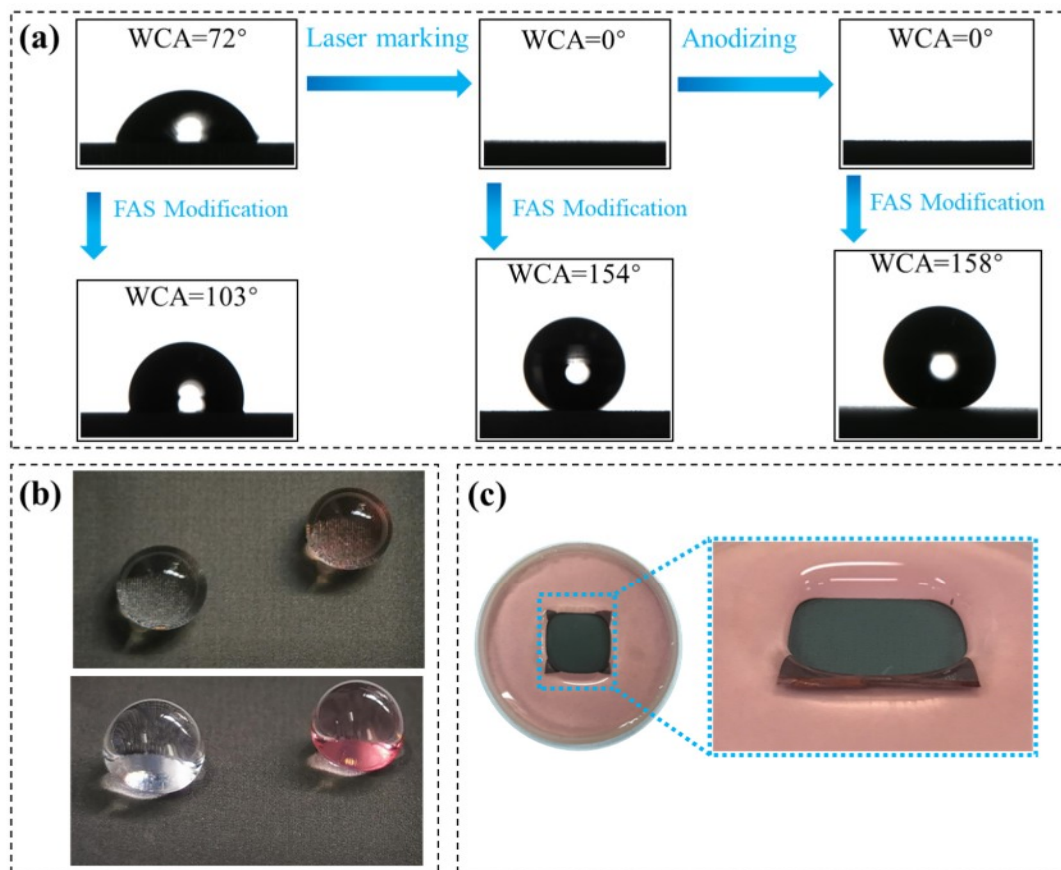 (a)
WCA=72°
Laser marking
WCA=0°
Anodizing
WCA=0°
FAS Modification
FAS Modification
FAS Modification
WCA=103°
WCA=154°
WCA=158°
(b)
(c)